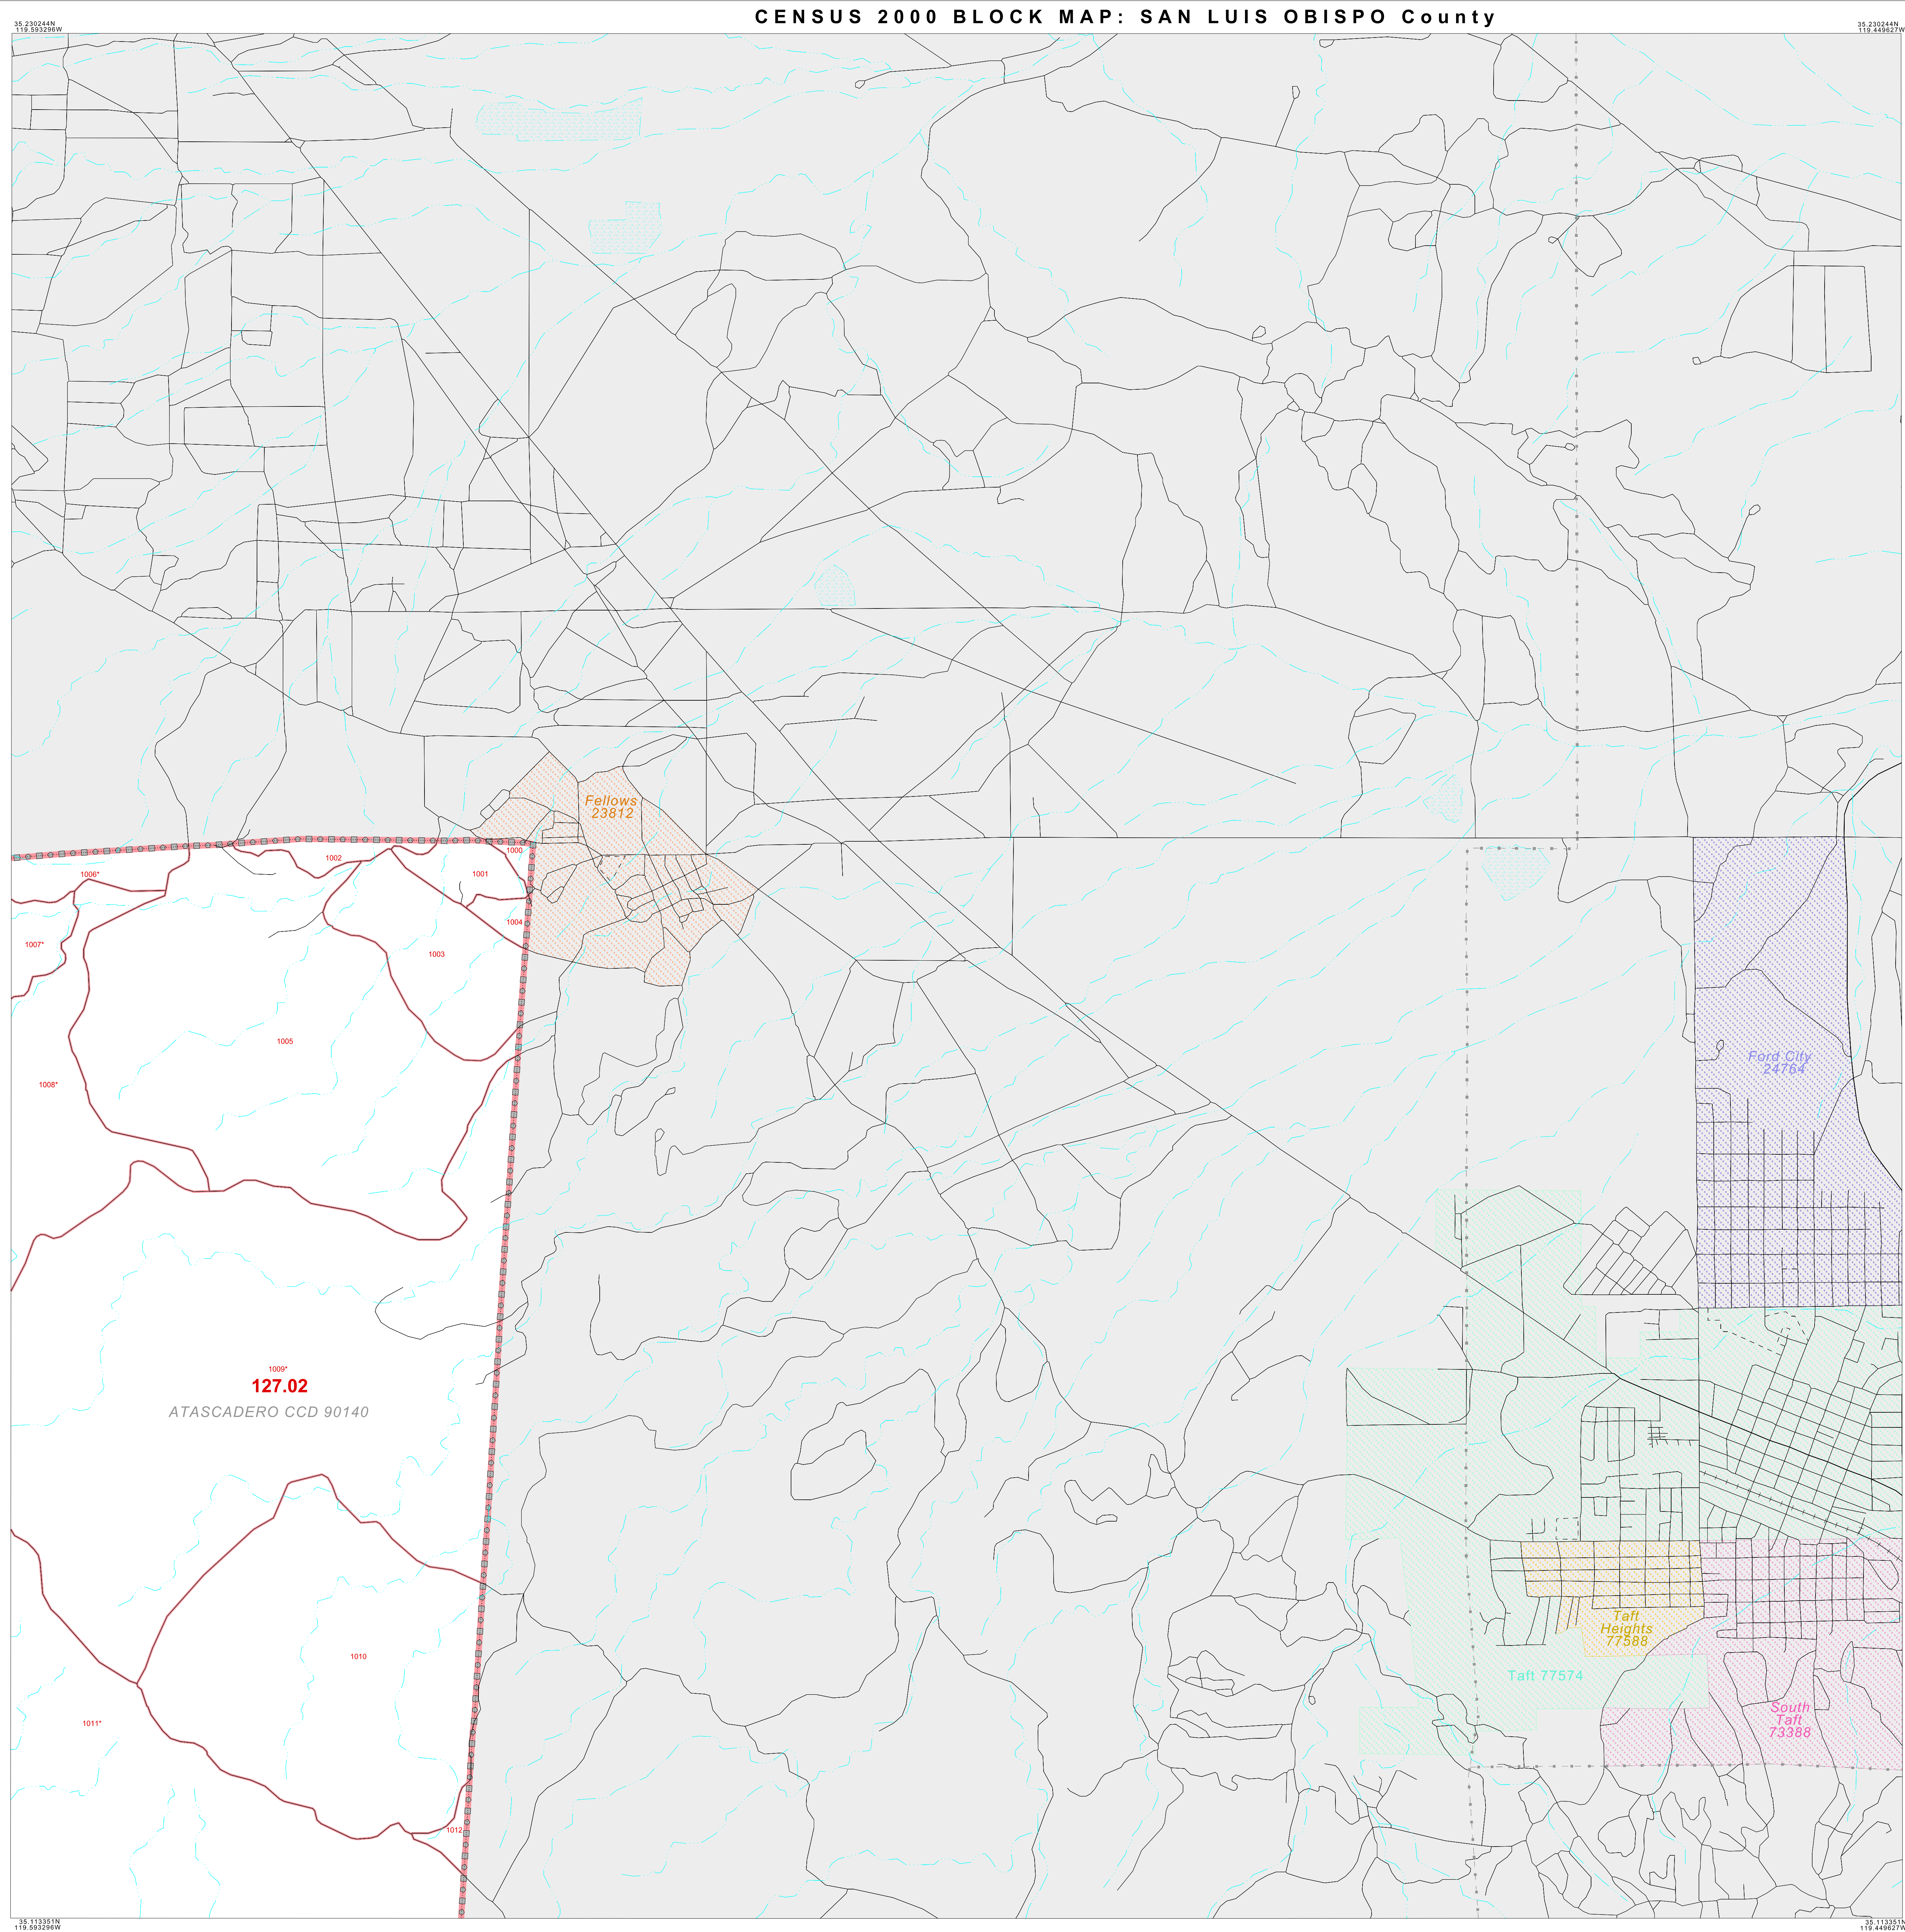 CENSUS 2000 BLOCK MAP: SAN LUIS OBISPO County
35.230244N
119.593296W
35.230244N
119.449627W
Fellows
23812
1000
1002
1001
1006*
1004
1007*
1003
1005
1008*
Ford City
24764
1009*
127.02
ATASCADERO CCD 90140
Taft
Heights
77588
1010
Taft 77574
South
Taft
73388
1011*
1012
35.113351N
119.593296W
35.113351N
119.449627W